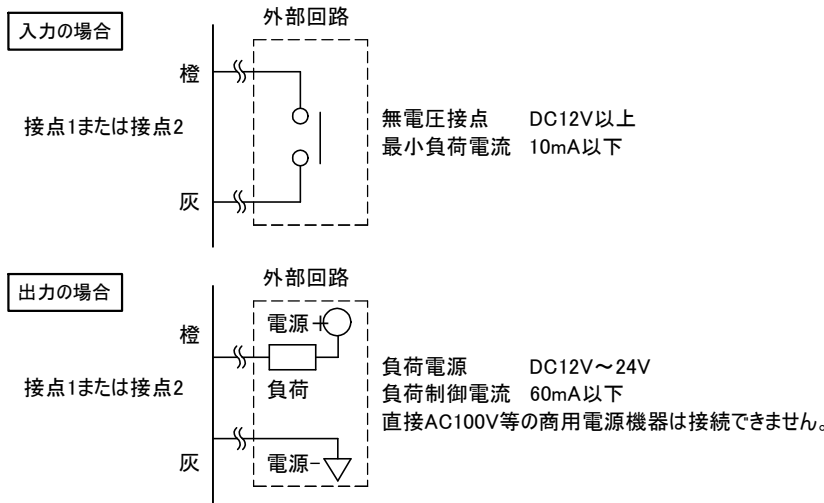 外部回路
入力の場合
橙
接点1または接点2
無電圧接点 DC12V以上
最小負荷電流 10mA以下
灰
外部回路
出力の場合
電源+
橙
負荷電源 DC12V～24V
接点1または接点2
負荷
負荷制御電流 60mA以下
直接AC100V等の商用電源機器は接続できません。
灰
電源-